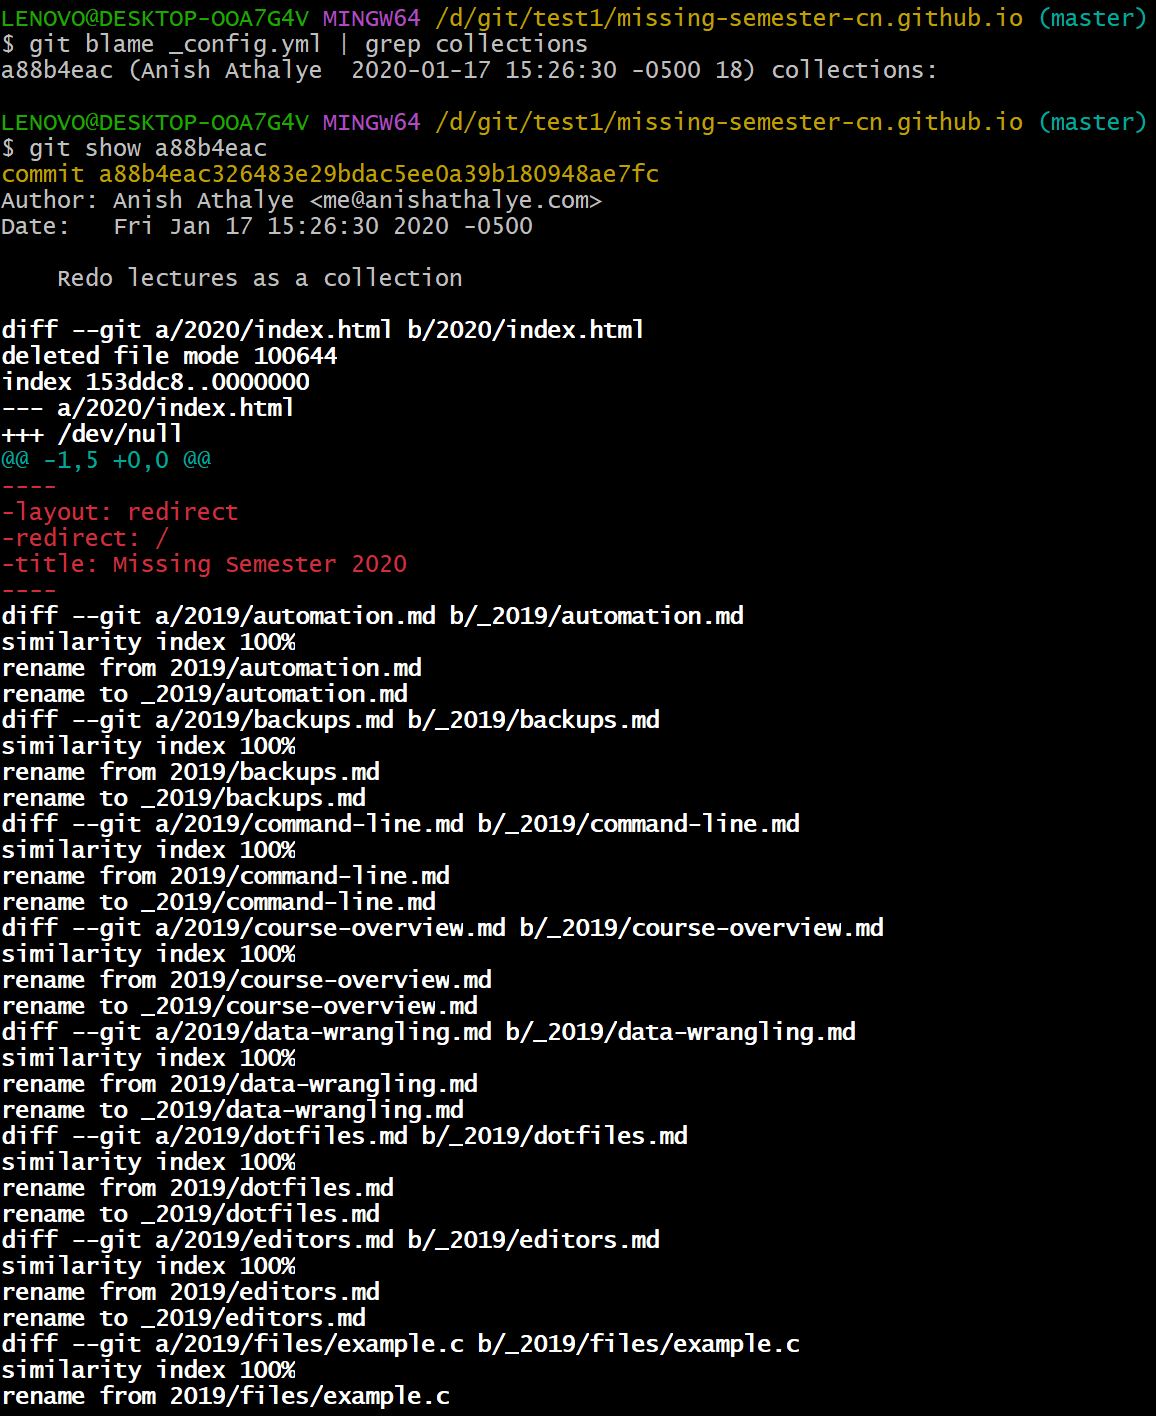 LENOVO@DESKTOP-OOA7G4V MINGW64 /d/git/test1/missing-semester-cn.github.io (master)
$ git blame _config.yml | grep collections
a88b4eac (Anish Athalye  2020-01-17 15:26:30 -0500 18) collections:

LENOVO@DESKTOP-OOA7G4V MINGW64 /d/git/test1/missing-semester-cn.github.io (master)
$ git show a88b4eac
commit a88b4eac326483e29bdac5ee0a39b180948ae7fc
Author: Anish Athalye <me@anishathalye.com>
Date:   Fri Jan 17 15:26:30 2020 -0500

    Redo lectures as a collection

diff --git a/2020/index.html b/2020/index.html
deleted file mode 100644
index 153ddc8..0000000
--- a/2020/index.html
+++ /dev/null
@@ -1,5 +0,0 @@
----
-layout: redirect
-redirect: /
-title: Missing Semester 2020
----
diff --git a/2019/automation.md b/_2019/automation.md
similarity index 100%
rename from 2019/automation.md
rename to _2019/automation.md
diff --git a/2019/backups.md b/_2019/backups.md
similarity index 100%
rename from 2019/backups.md
rename to _2019/backups.md
diff --git a/2019/command-line.md b/_2019/command-line.md
similarity index 100%
rename from 2019/command-line.md
rename to _2019/command-line.md
diff --git a/2019/course-overview.md b/_2019/course-overview.md
similarity index 100%
rename from 2019/course-overview.md
rename to _2019/course-overview.md
diff --git a/2019/data-wrangling.md b/_2019/data-wrangling.md
similarity index 100%
rename from 2019/data-wrangling.md
rename to _2019/data-wrangling.md
diff --git a/2019/dotfiles.md b/_2019/dotfiles.md
similarity index 100%
rename from 2019/dotfiles.md
rename to _2019/dotfiles.md
diff --git a/2019/editors.md b/_2019/editors.md
similarity index 100%
rename from 2019/editors.md
rename to _2019/editors.md
diff --git a/2019/files/example.c b/_2019/files/example.c
similarity index 100%
rename from 2019/files/example.c